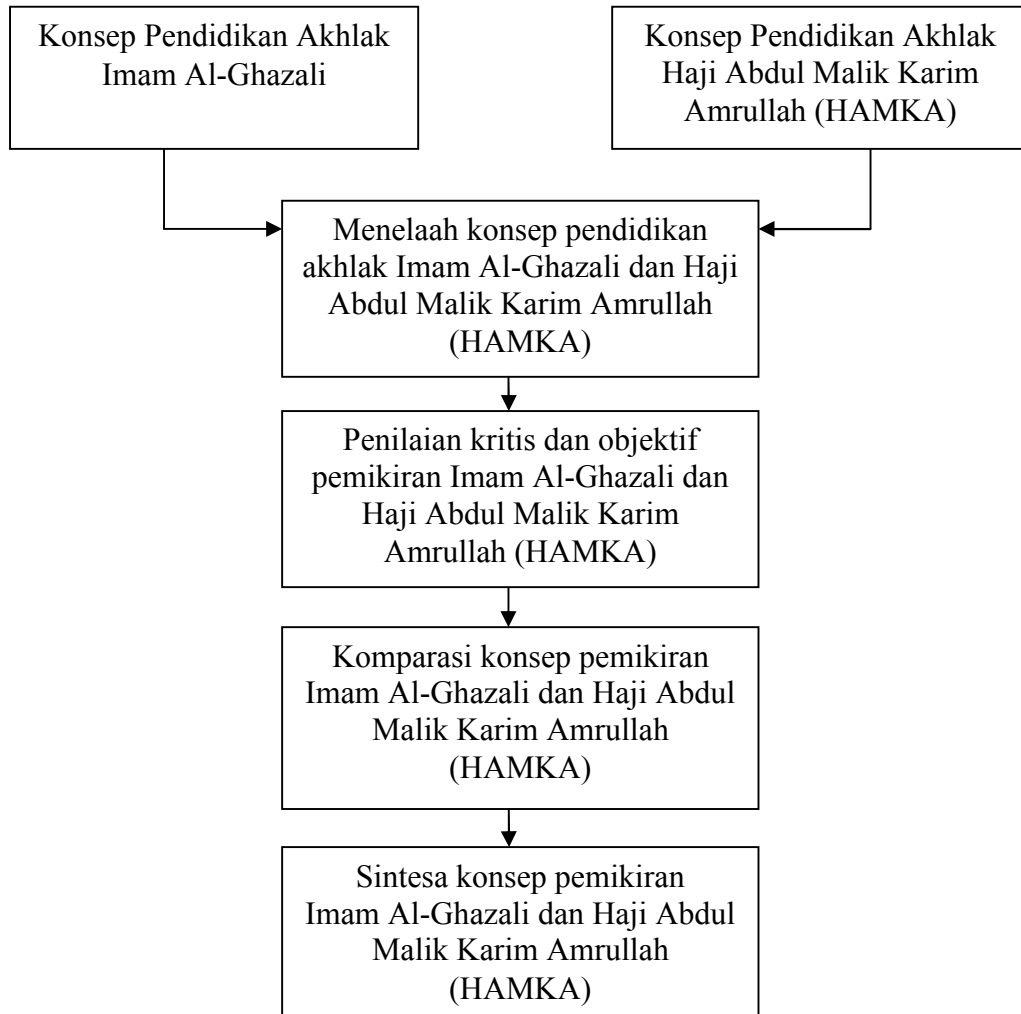 Konsep Pendidikan Akhlak
Imam Al-Ghazali
Konsep Pendidikan Akhlak
Haji Abdul Malik Karim
Amrullah (HAMKA)
Menelaah konsep pendidikan
akhlak Imam Al-Ghazali dan Haji
Abdul Malik Karim Amrullah
(HAMKA)
Penilaian kritis dan objektif
pemikiran Imam Al-Ghazali dan
Haji Abdul Malik Karim
Amrullah (HAMKA)
Komparasi konsep pemikiran
Imam Al-Ghazali dan Haji Abdul
Malik Karim Amrullah
(HAMKA)
Sintesa konsep pemikiran
Imam Al-Ghazali dan Haji Abdul
Malik Karim Amrullah
(HAMKA)